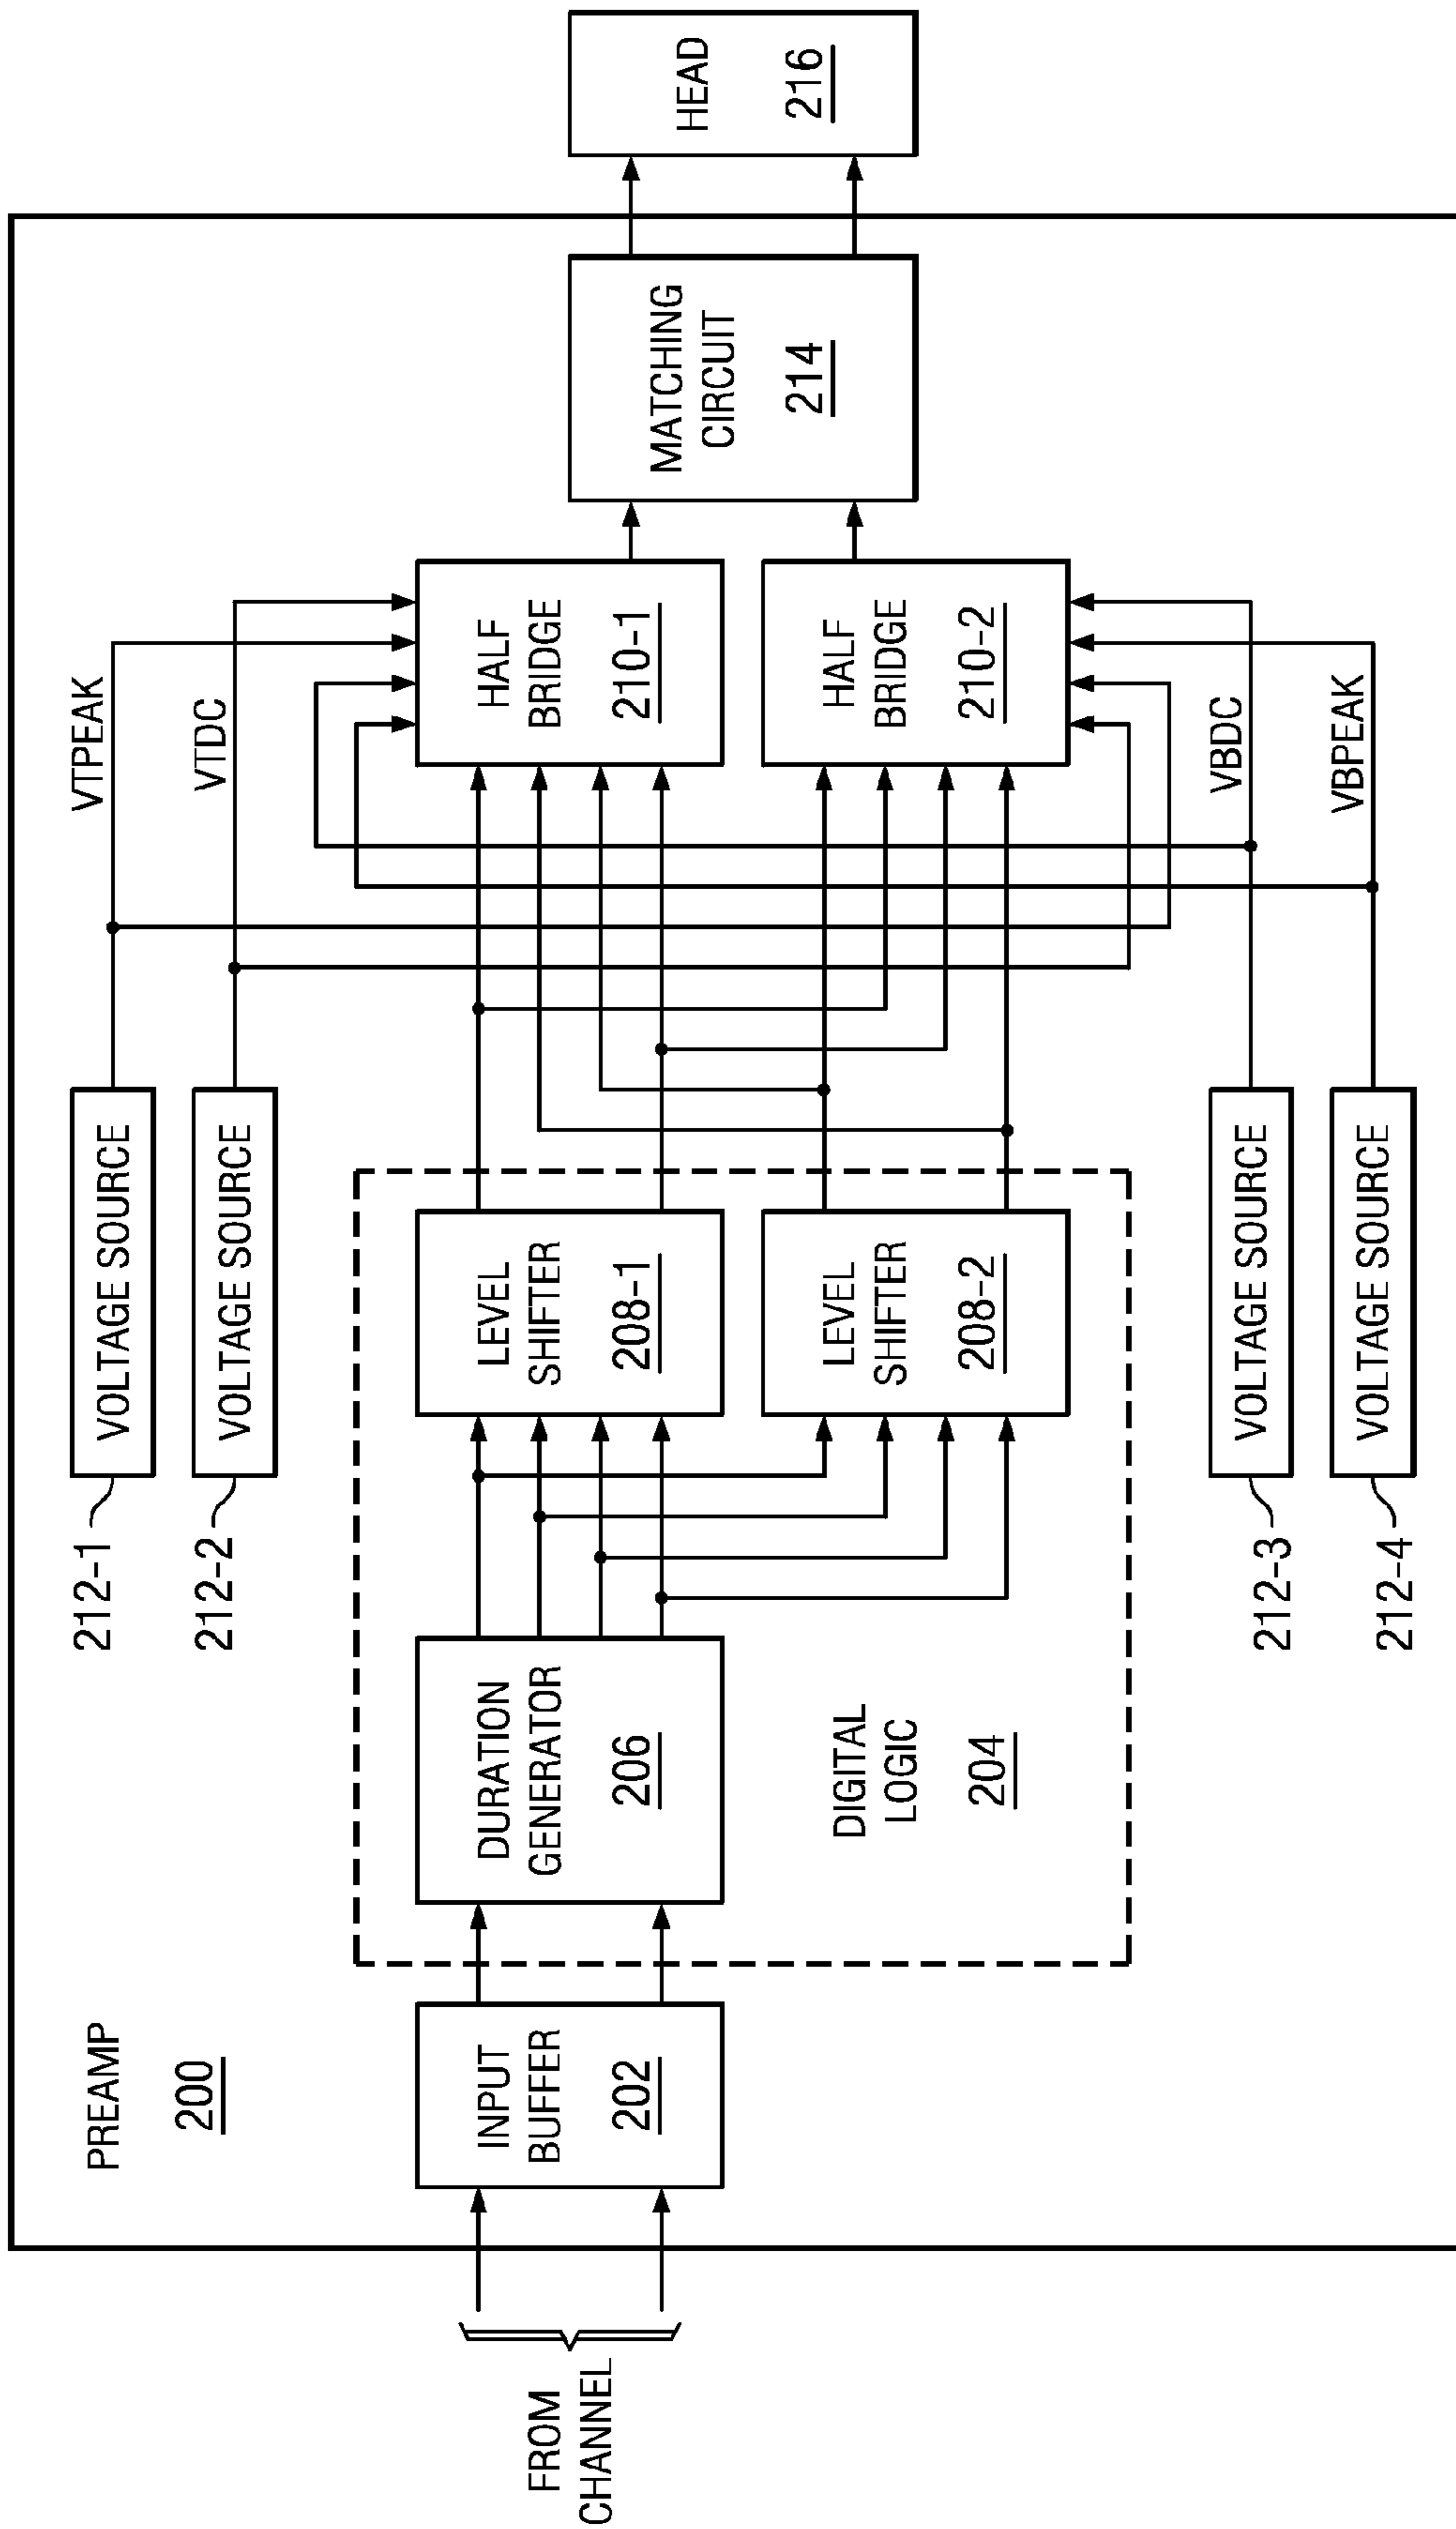 PREAMP
200
FROM
CHANNEL
INPUT
BUFFER
202
DURATION
GENERATOR
206
DIGITAL
LOGIC
204
LEVEL
SHIFTER
208-1
LEVEL
SHIFTER
208-2
212-1
VOLTAGE SOURCE
212-2
VOLTAGE SOURCE
212-3
VOLTAGE SOURCE
212-4
VOLTAGE SOURCE
VTPEAK
VTDC
VBDC
VBPEAK
HALF
BRIDGE
210-1
HALF
BRIDGE
210-2
MATCHING
CIRCUIT
214
HEAD
216